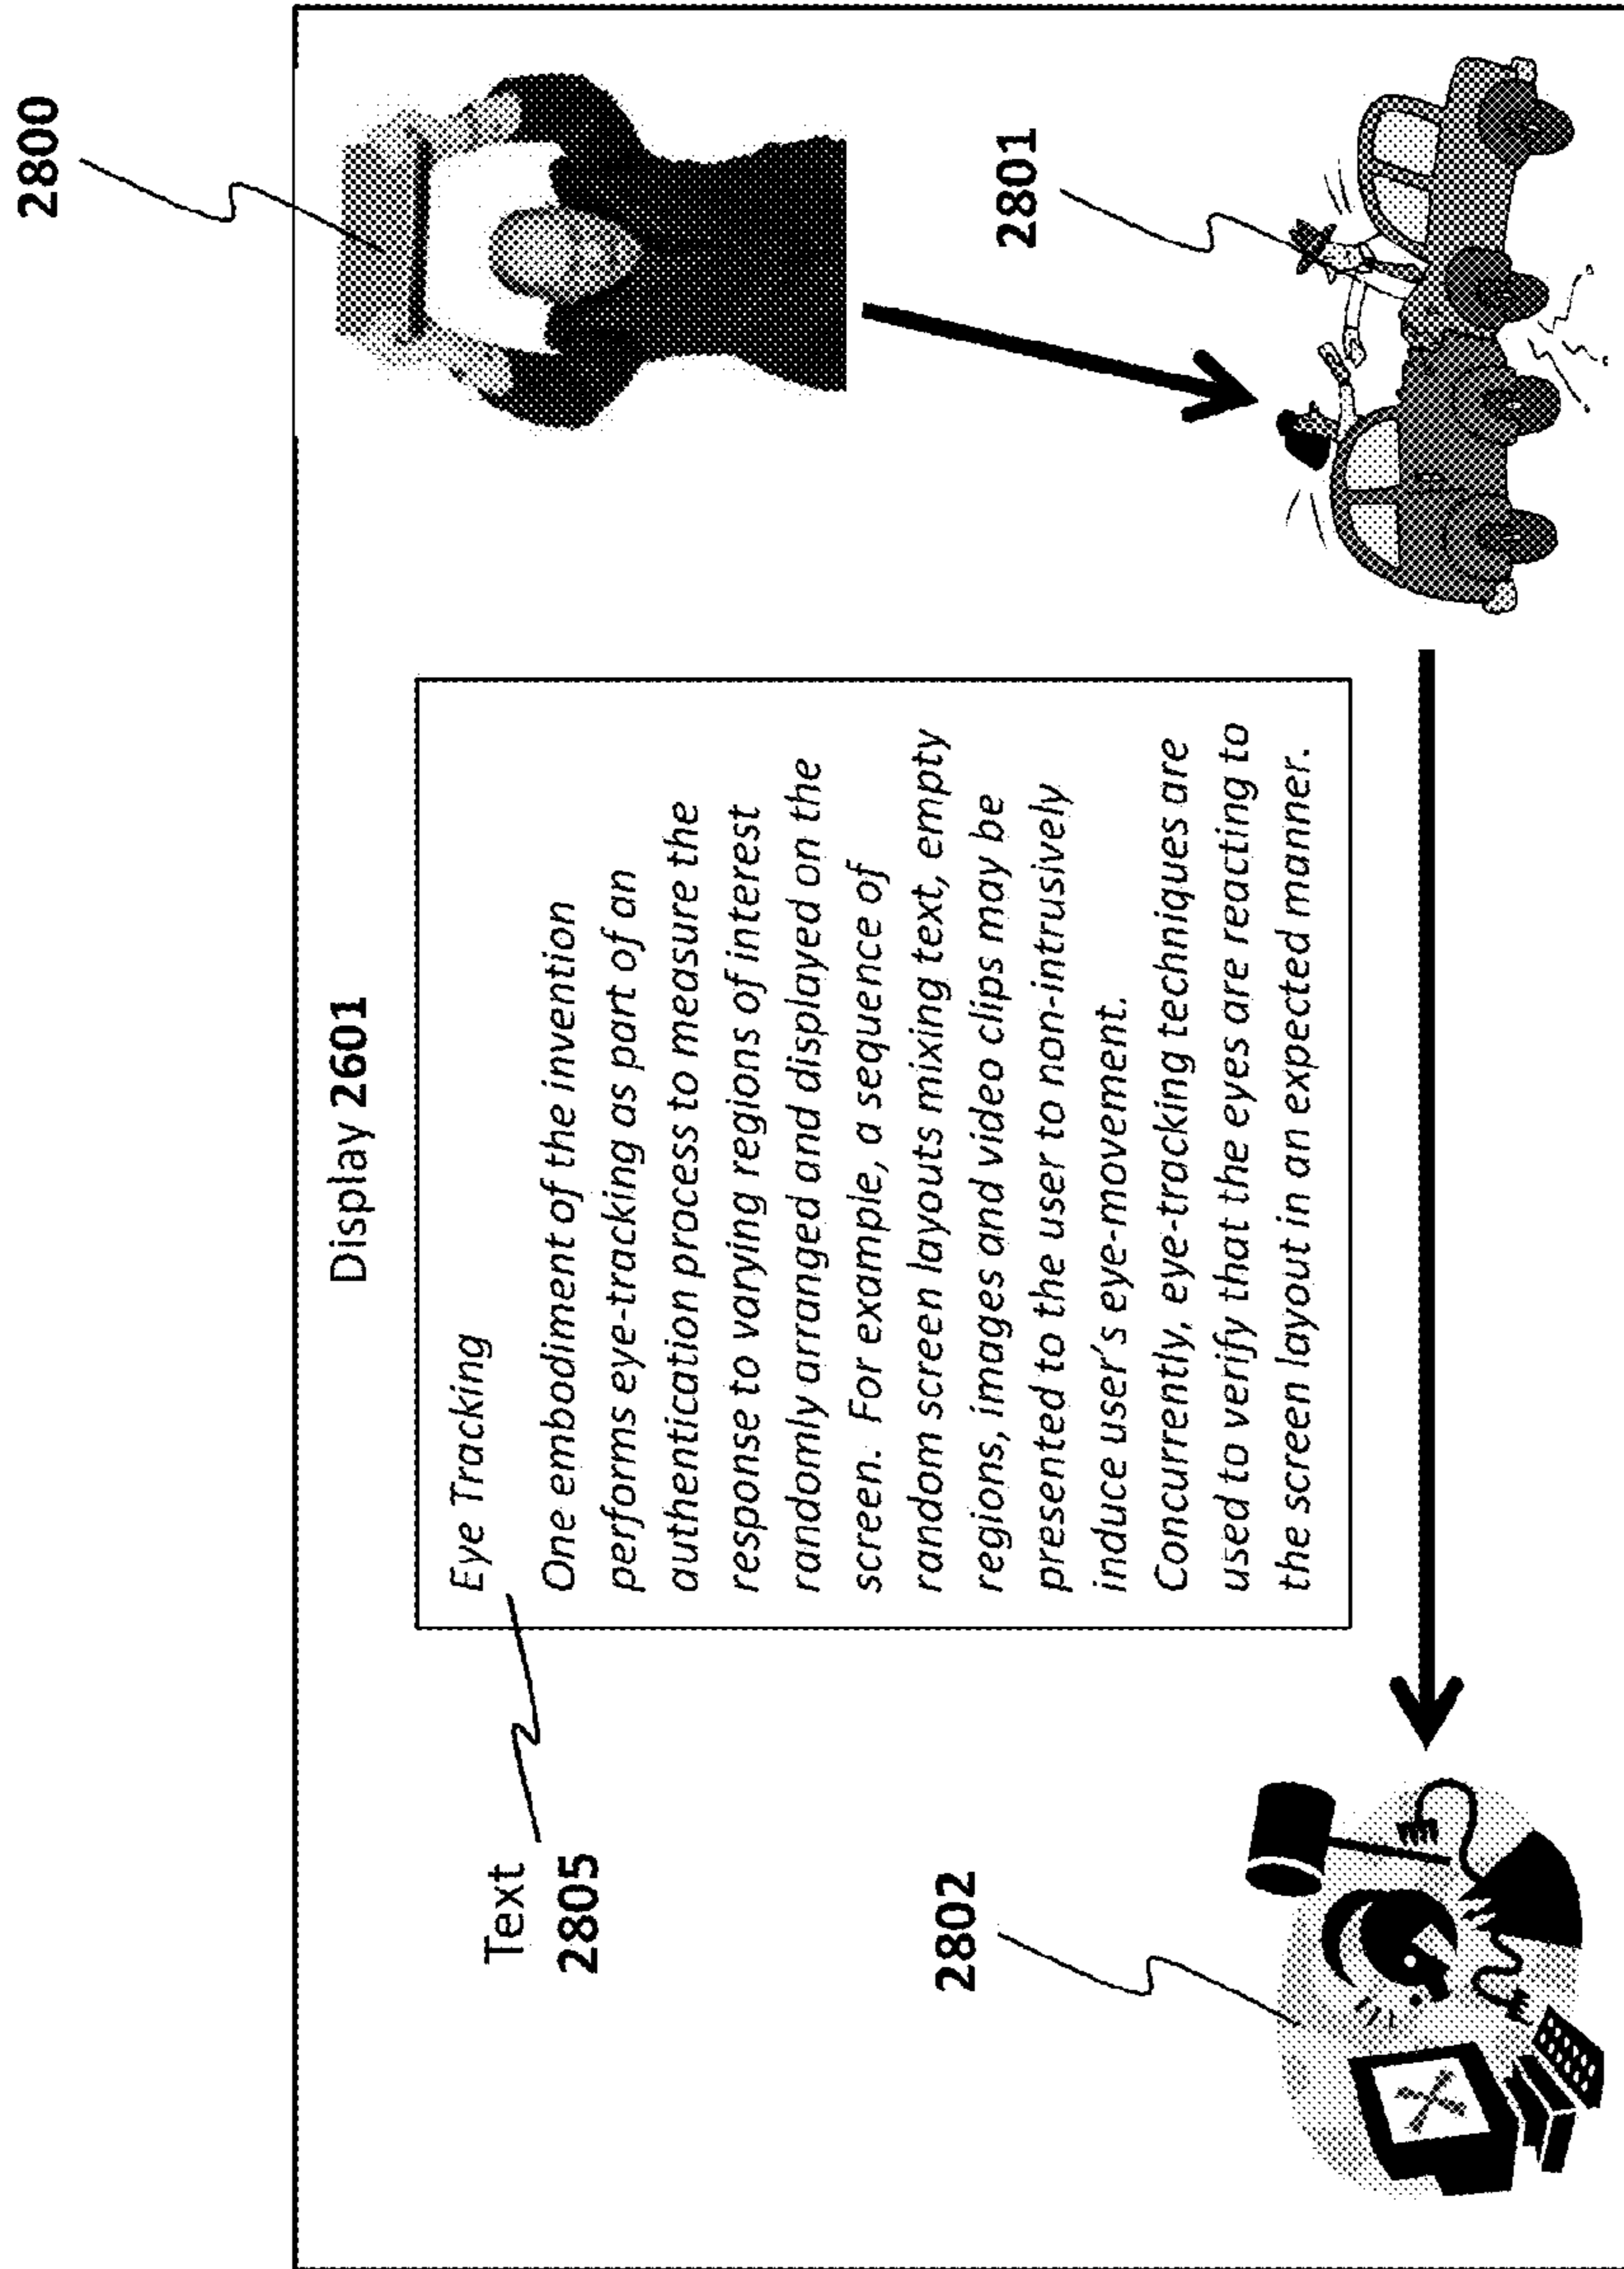 2800
Display 2601
Text
2805
Eye Tracking
One embodiment of the invention
performs eye-tracking as part of an
authentication process to measure the
response to varying regions of interest
randomly arranged and displayed on the
screen. For example, a sequence of
random screen layouts mixing text, empty
regions, images and video clips may be
presented to the user to non-intrusively
induce user's eye-movement.
Concurrently, eye-tracking techniques are
used to verify that the eyes are reacting to
the screen layout in an expected manner.
2802
2801